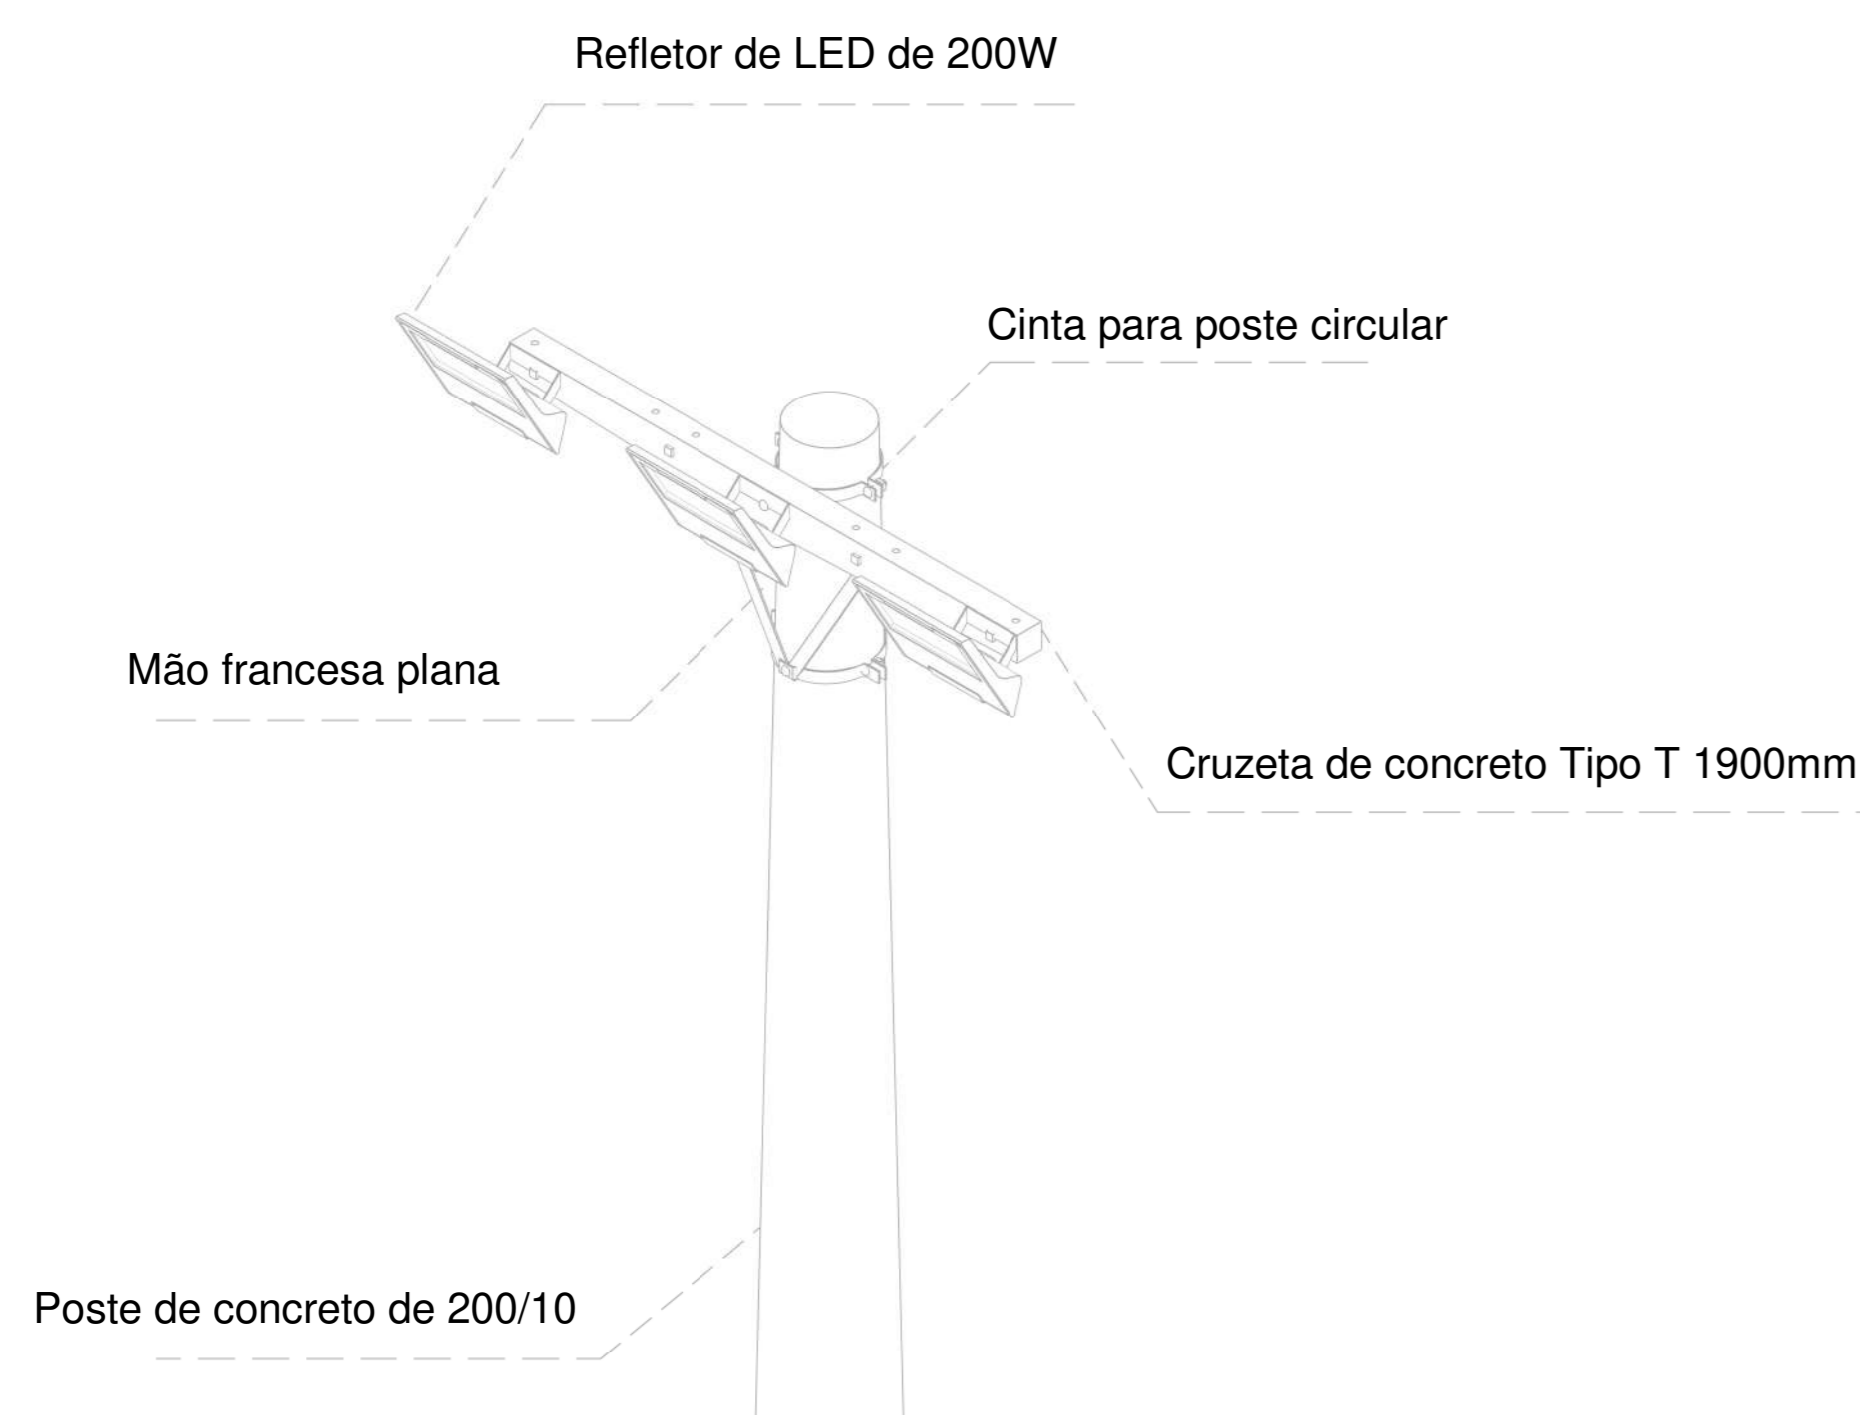 Refletor de LED de 200W
Cinta para poste circular
Mão francesa plana
Cruzeta de concreto Tipo T 1900mm
Poste de concreto de 200/10